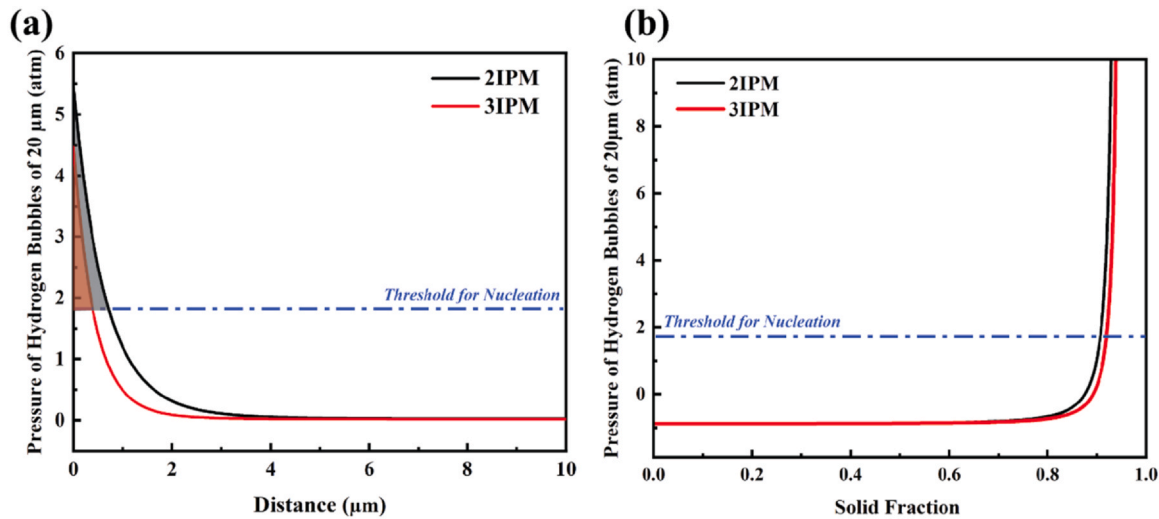 (a)
Pressure of Hydrogen Bubbles of 20 μm (atm)
6
5
4
3
2
1
0
2IPM
3IPM
Threshold for Nucleation
0 2 4 6 8 10
Distance (μm)
(b)
Pressure of Hydrogen Bubbles of 20μm (atm)
10
8
6
4
2
0
2IPM
3IPM
Threshold for Nucleation
0.0 0.2 0.4 0.6 0.8 1.0
Solid Fraction